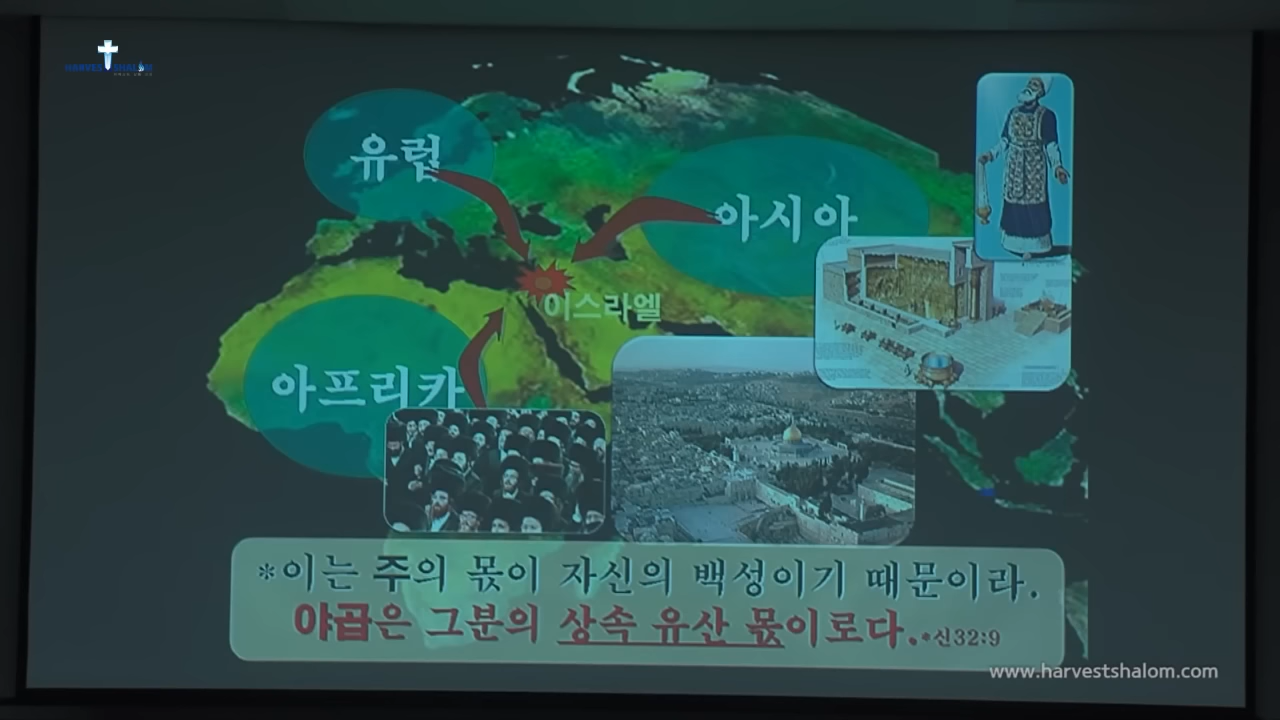 HARVEST SHALOM
유럽
아시아
이스라엘
아프리카
*이는 주의 몫이 자신의 백성이기 때문이라.
야곱은 그분의 상속 유산 몫이로다.•신32:9
www.harvestshalom.com